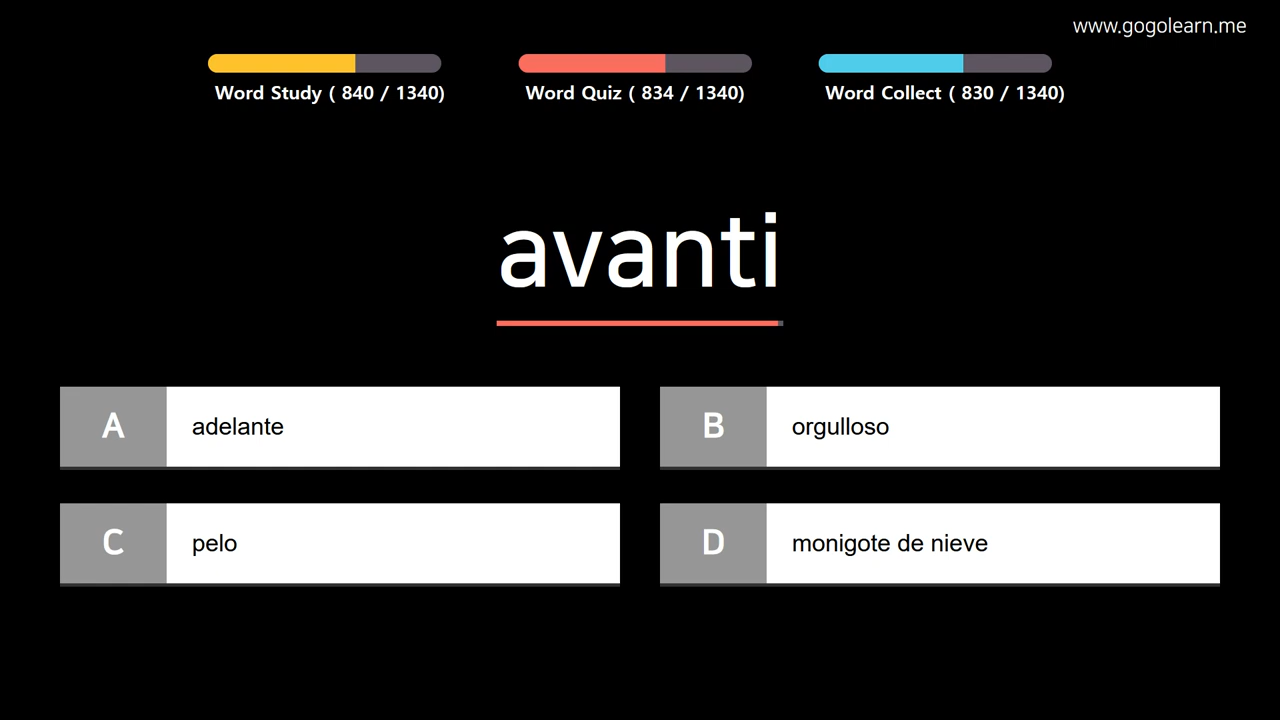 www.gogolearn.me
Word Study ( 840 / 1340)
Word Quiz ( 834 / 1340)
Word Collect ( 830 / 1340)
avanti
A
adelante
B
orgulloso
C
pelo
D
monigote de nieve